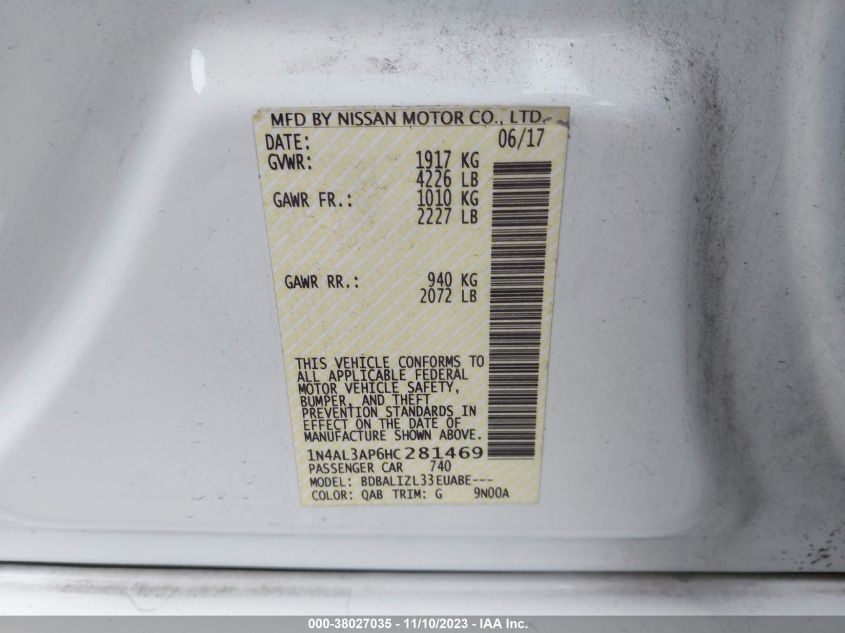 MFD BY NISSAN MOTOR CO., LTD.
DATE: 06/17
GVWR: 1917 KG
4226 LB
GAWR FR.: 1010 KG
2227 LB
GAWR RR.: 940 KG
2072 LB
THIS VEHICLE CONFORMS TO
ALL APPLICABLE FEDERAL
MOTOR VEHICLE SAFETY,
BUMPER, AND THEFT
PREVENTION STANDARDS IN
EFFECT ON THE DATE OF
MANUFACTURE SHOWN ABOVE.
1N4AL3AP6HC281469
PASSENGER CAR 740
MODEL: BDBALIZL33EUABE---
COLOR: QAB TRIM: G 9N00A
000-38027035 - 11/10/2023 - IAA Inc.